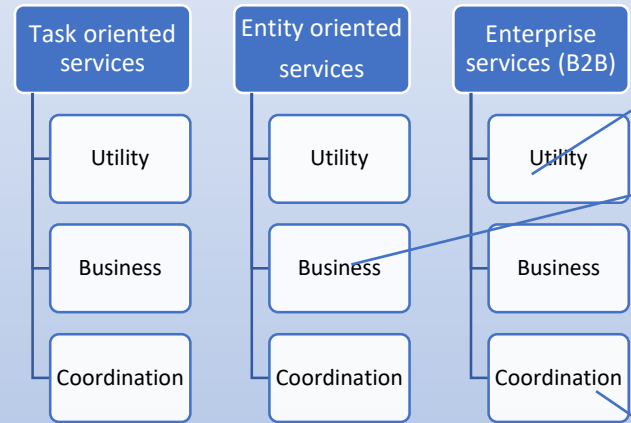 Task oriented
services
Utility
Business
Coordination
Entity oriented
services
Utility
Business
Coordination
Enterprise
services (B2B)
Utility
Business
Coordination